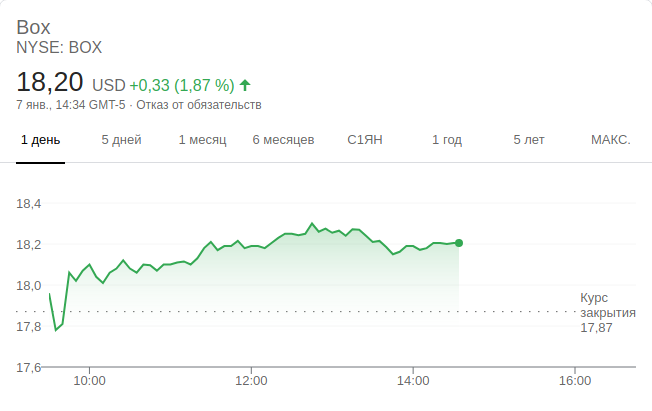 Box
NYSE: BOX
18,20 USD +0,33 (1,87 %)
7 янв., 14:34 GMT-5 · Отказ от обязательств
1 день 5 дней 1 месяц 6 месяцев С1ЯН 1 год 5 лет МАКС.
18,4
18,2
18,0
17,8
17,6
Курс
закрытия
17,87
10:00 12:00 14:00 16:00